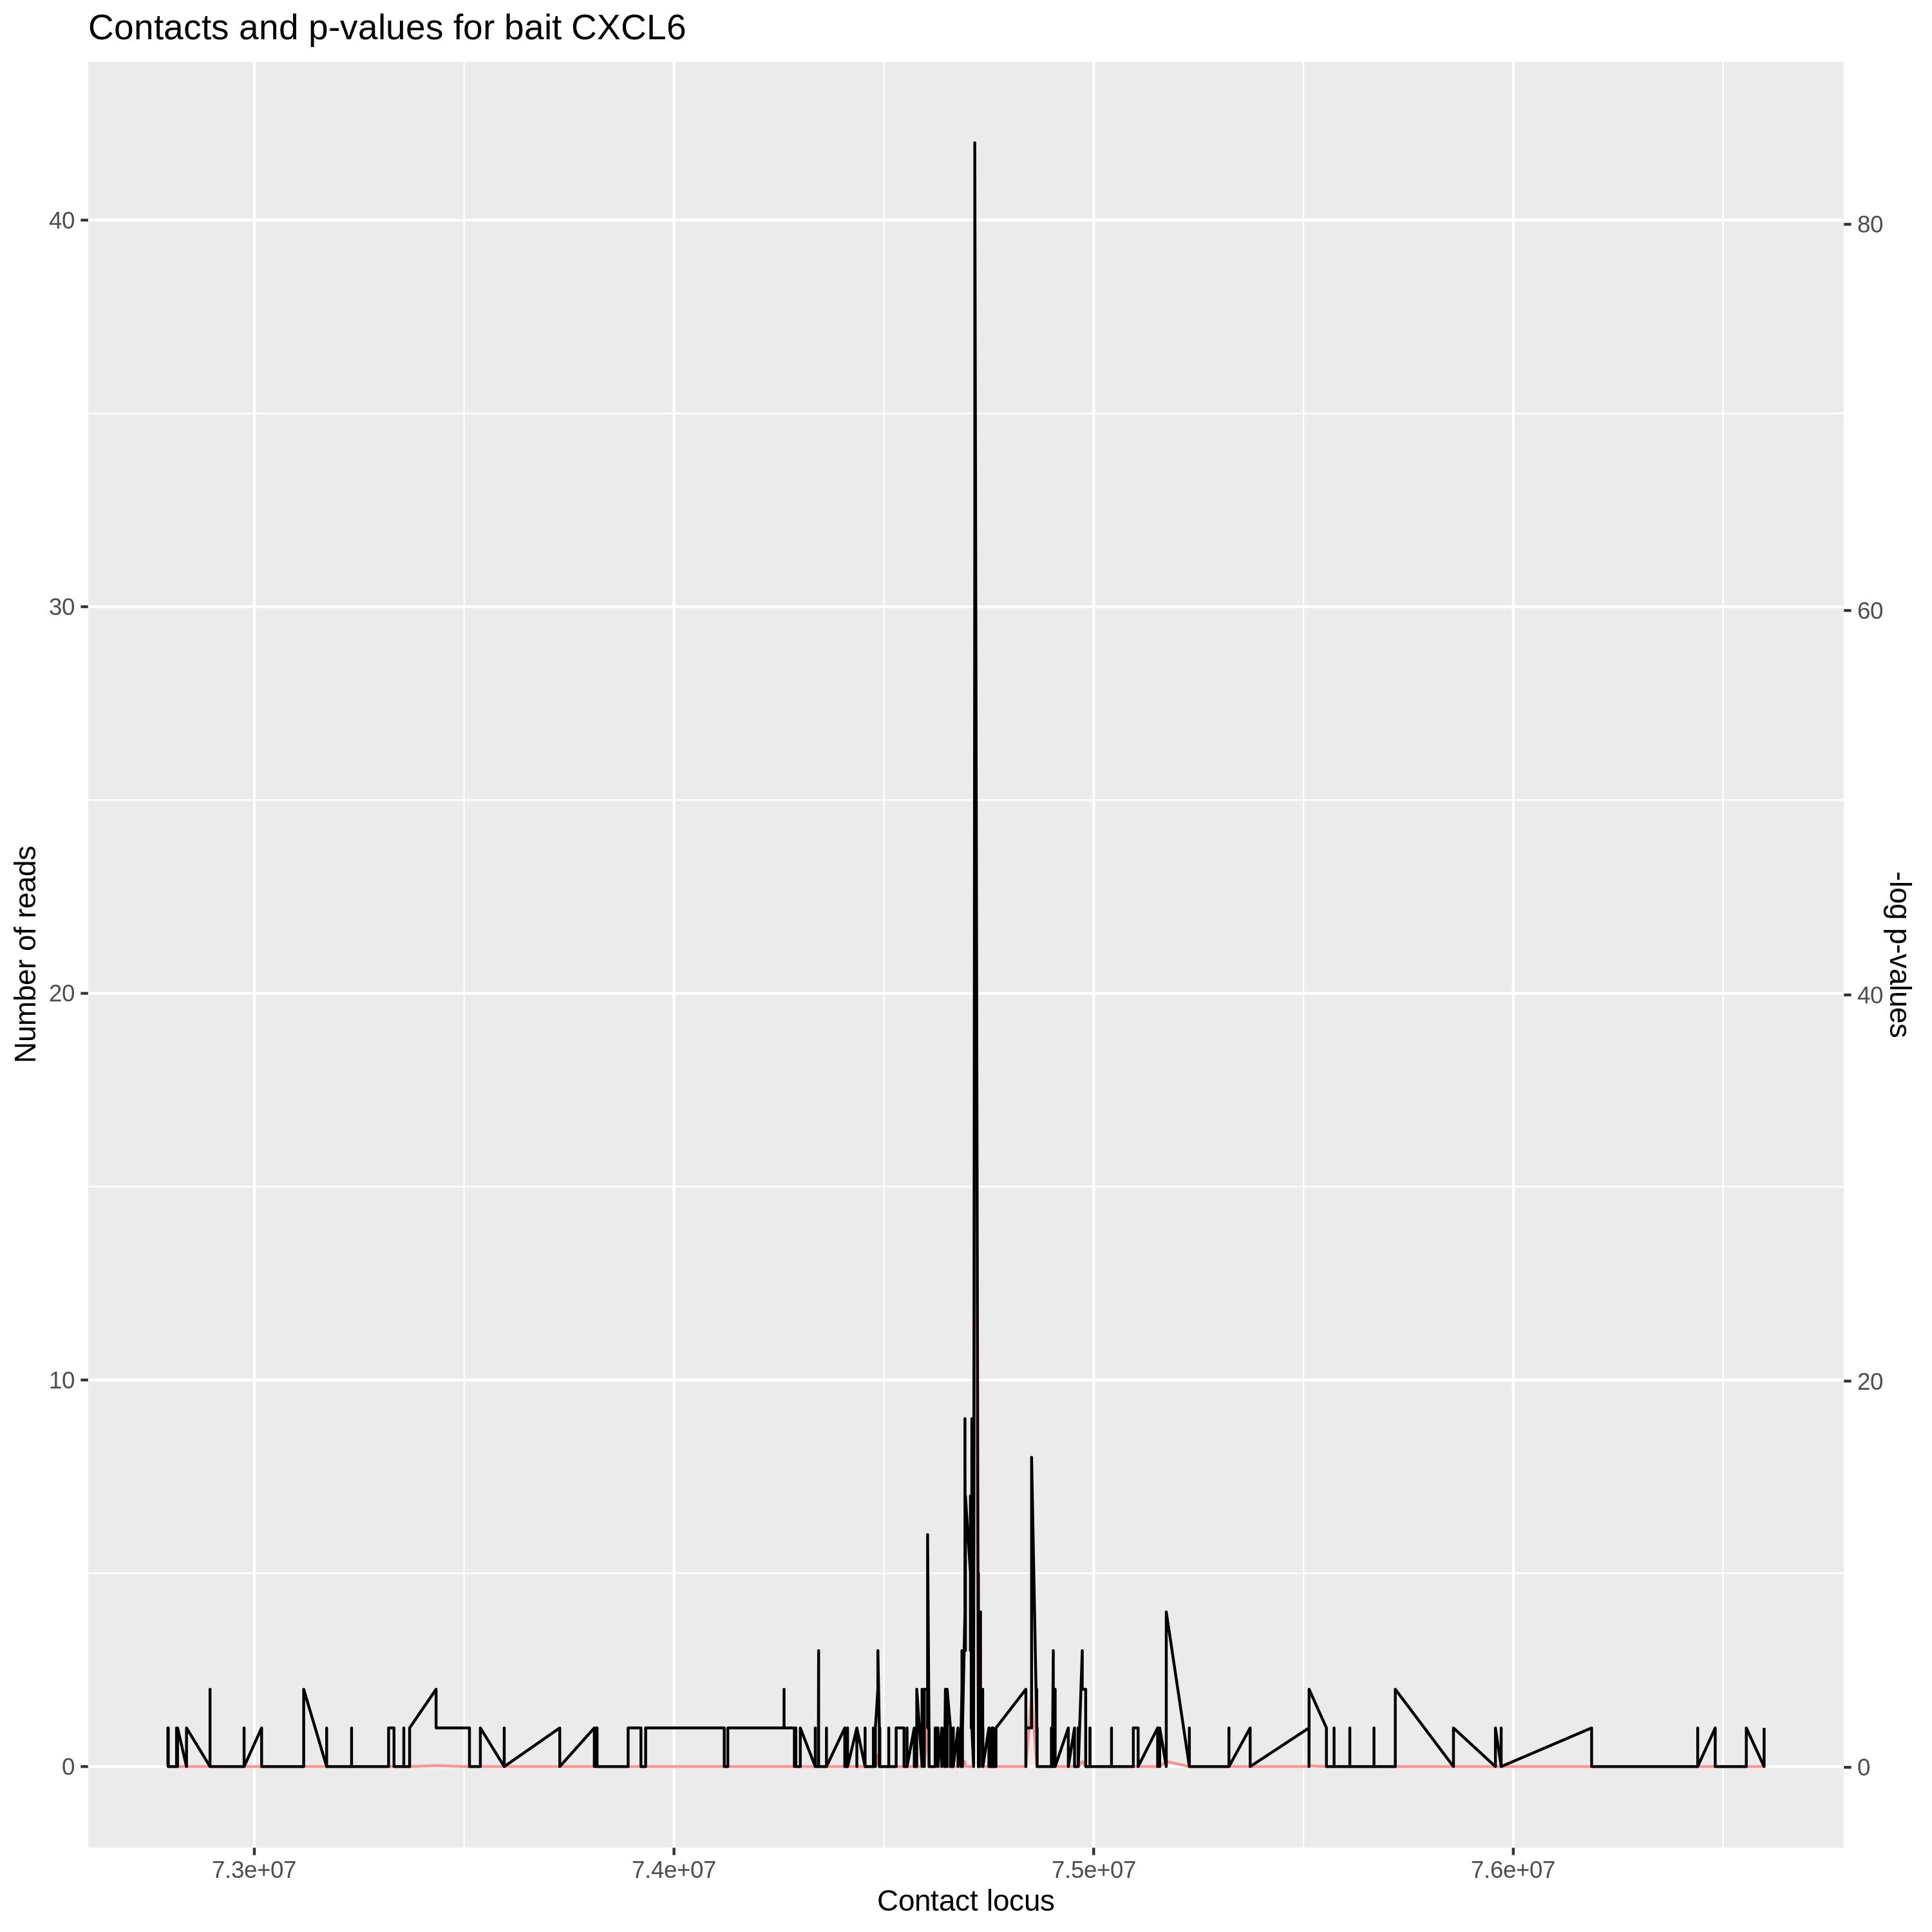 Contacts and p-values for bait CXCL6
Number of reads
40
30
20
10
0
80
60
40
20
0
-log p-values
7.3e+07
7.4e+07
7.5e+07
7.6e+07
Contact locus